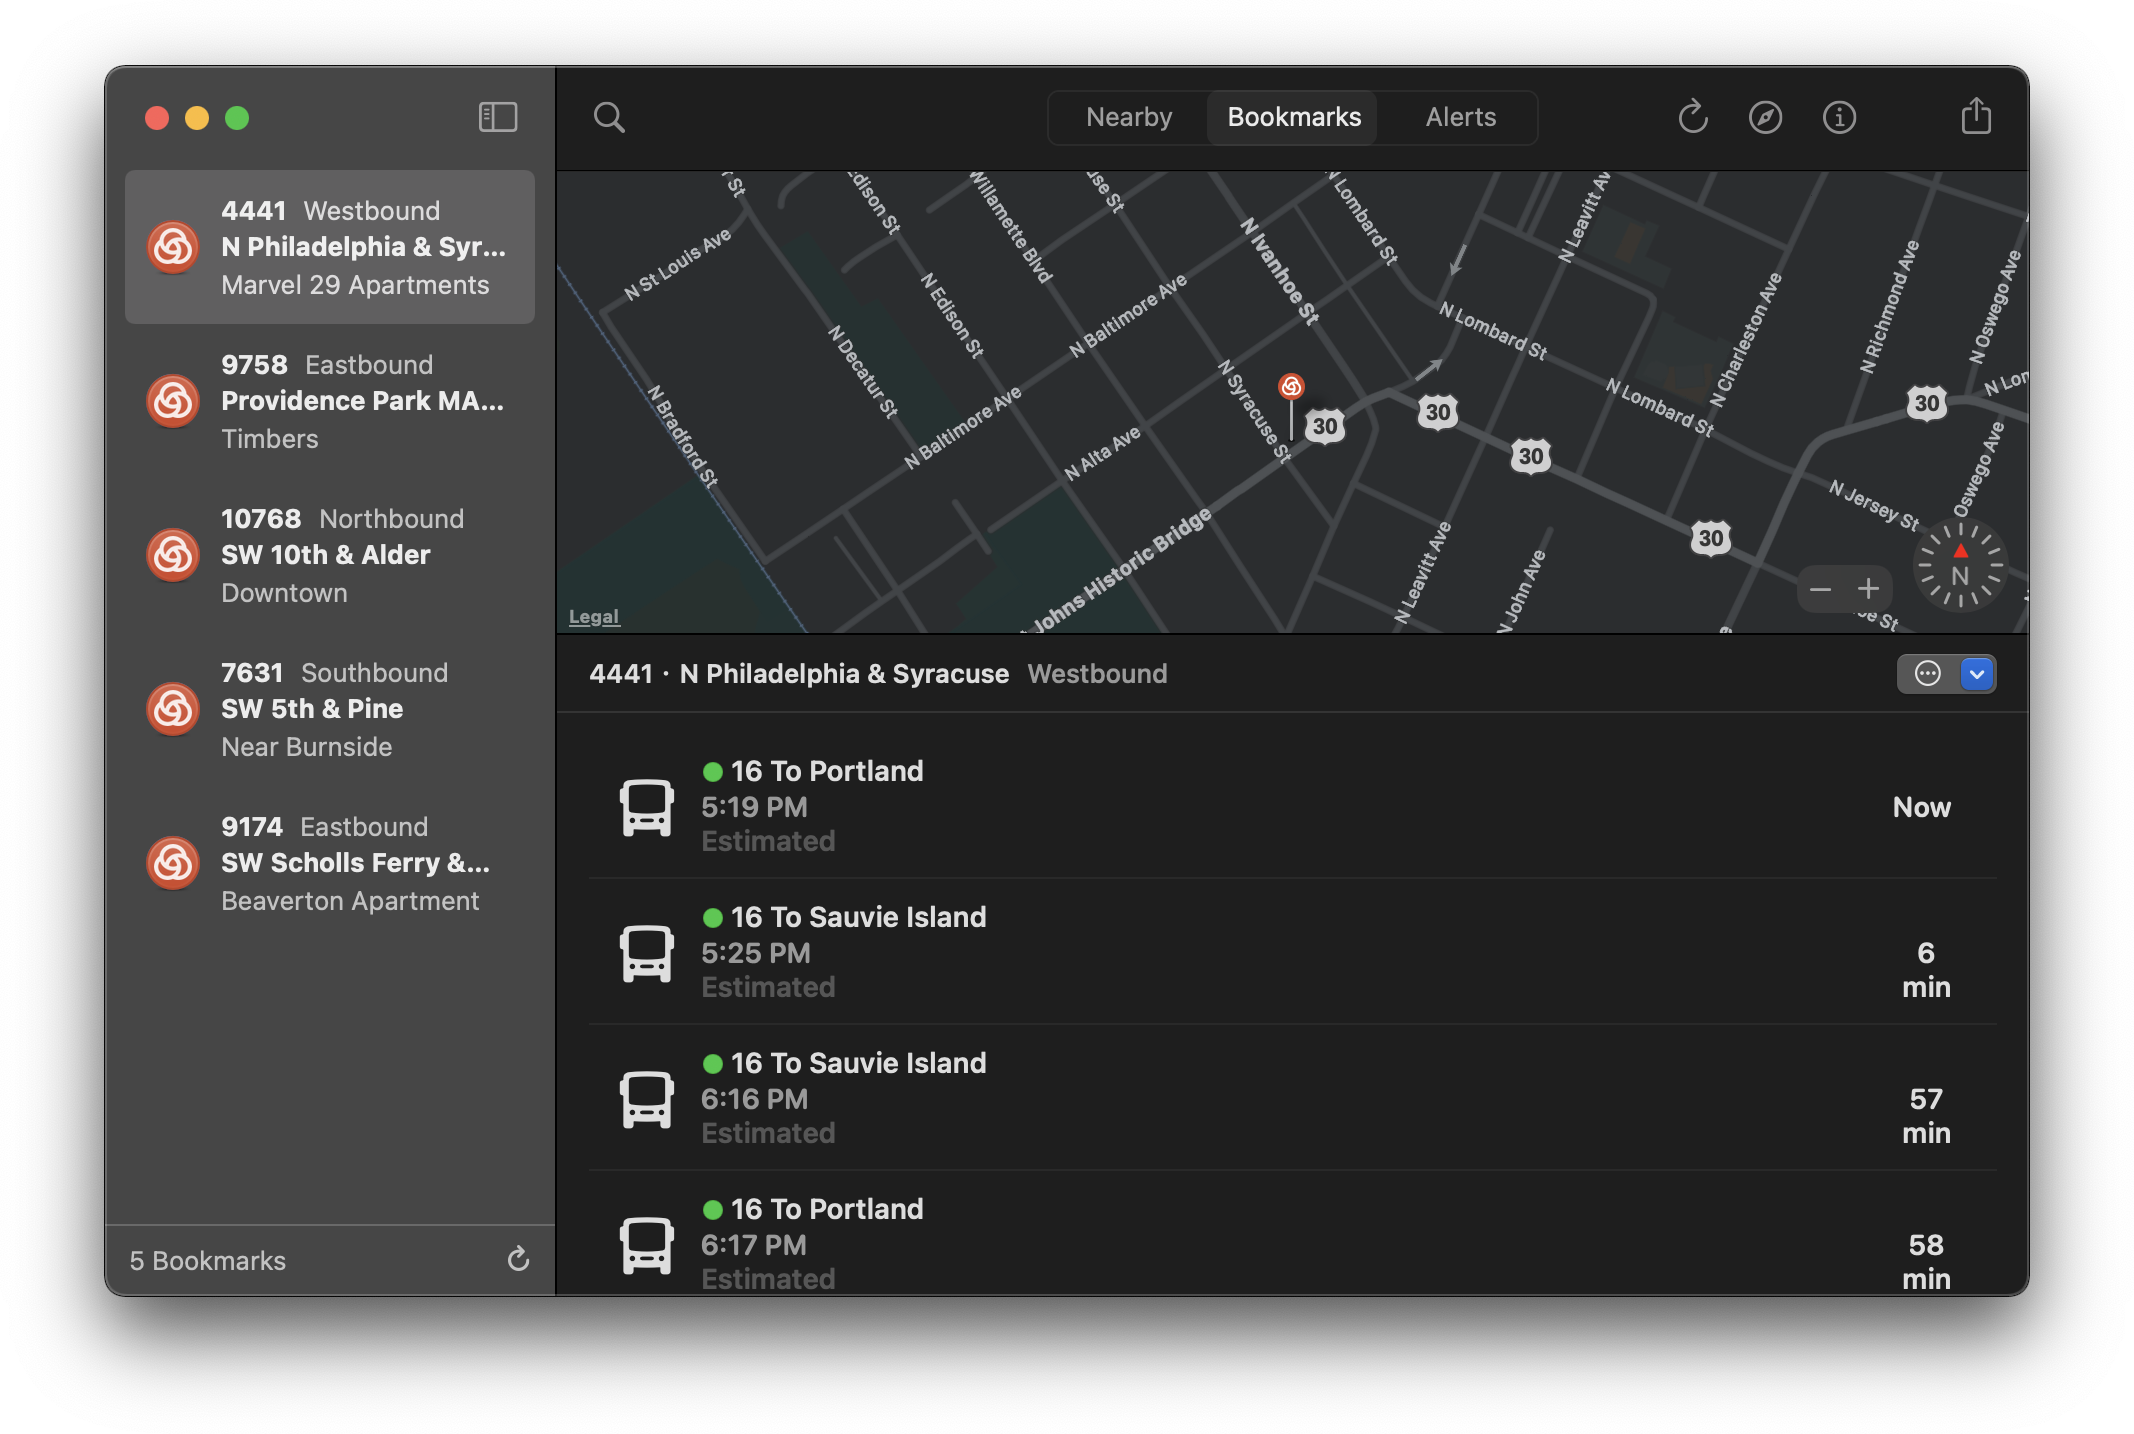 Nearby
Bookmarks
Alerts
4441 Westbound
N Philadelphia & Syr...
Marvel 29 Apartments
9758 Eastbound
Providence Park MA...
Timbers
10768 Northbound
SW 10th & Alder
Downtown
7631 Southbound
SW 5th & Pine
Near Burnside
9174 Eastbound
SW Scholls Ferry &...
Beaverton Apartment
5 Bookmarks
N St Louis Ave
Edison St
Willamette Blvd
N Lombard St
N Leavitt Av
N Ivanhoe St
N Edison St
N Decatur St
N Baltimore Ave
N Lombard St
N Charleston Ave
N Richmond Ave
N Oswego Ave
N Bradford St
N Baltimore Ave
N Syracuse St
N Lombard St
N Lon
N Alta Ave
30
30
30
30
30
N Jersey St
Oswego Ave
St Johns Historic Bridge
N Leavitt Ave
N John Ave
N
Legal
4441 · N Philadelphia & Syracuse Westbound
16 To Portland
5:19 PM
Estimated
Now
16 To Sauvie Island
5:25 PM
Estimated
6
min
16 To Sauvie Island
6:16 PM
Estimated
57
min
16 To Portland
6:17 PM
Estimated
58
min